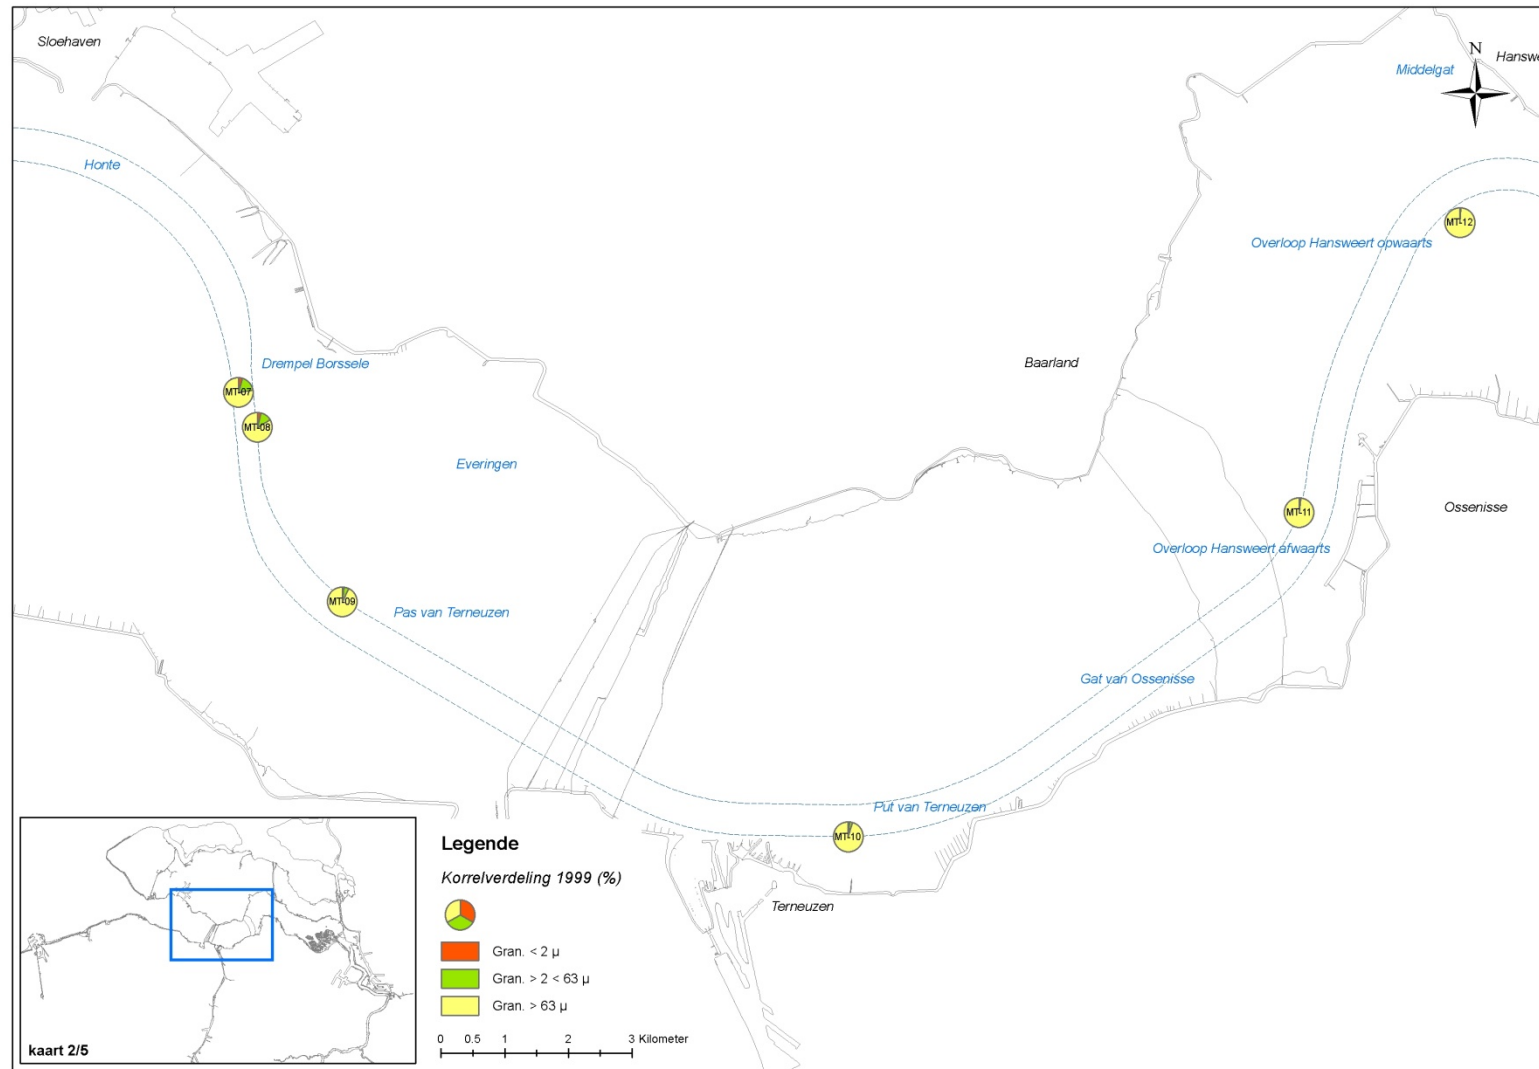 Sloehaven
N
Hanswe
Middelgat
Honte
MT-12
Overloop Hansweert opwaarts
Drempel Borssele
Baarland
MT-07
MT-08
Everingen
Ossenisse
MT-11
Overloop Hansweert afwaarts
MT-09
Pas van Terneuzen
Gat van Ossenisse
Put van Terneuzen
MT-10
Terneuzen
Legende
Korrelverdeling 1999 (%)
Gran. < 2 µ
Gran. > 2 < 63 µ
Gran. > 63 µ
0 0.5 1 2 3 Kilometer
kaart 2/5